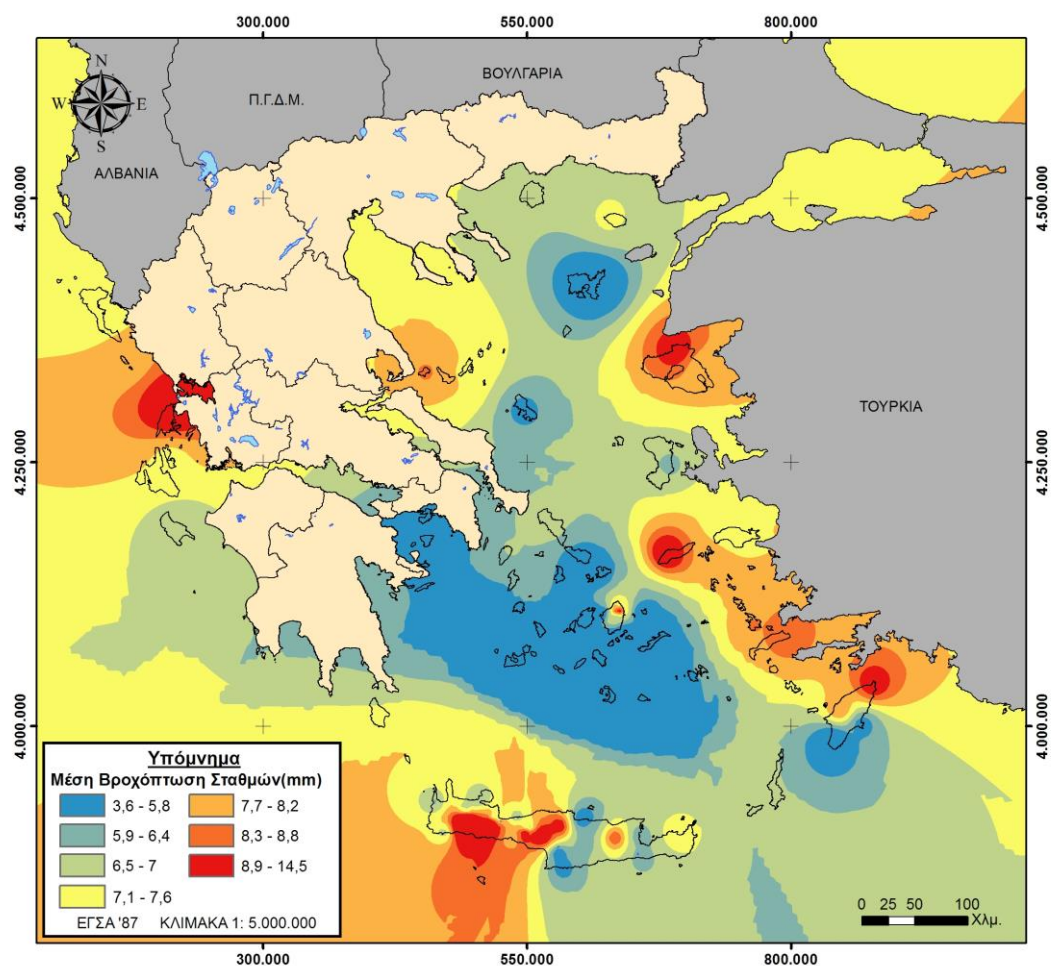 300.000 550.000 800.000
N
W E
S
ΑΛΒΑΝΙΑ
Π.Γ.Δ.Μ.
ΒΟΥΛΓΑΡΙΑ
ΤΟΥΡΚΙΑ
4.500.000 4.500.000
4.250.000 4.250.000
4.000.000 4.000.000
Υπόμνημα
Μέση Βροχόπτωση Σταθμών(mm)
3,6 - 5,8 7,7 - 8,2
5,9 - 6,4 8,3 - 8,8
6,5 - 7 8,9 - 14,5
7,1 - 7,6
ΕΓΣΑ '87 ΚΛΙΜΑΚΑ 1: 5.000.000
0 25 50 100
Χλμ.
300.000 550.000 800.000